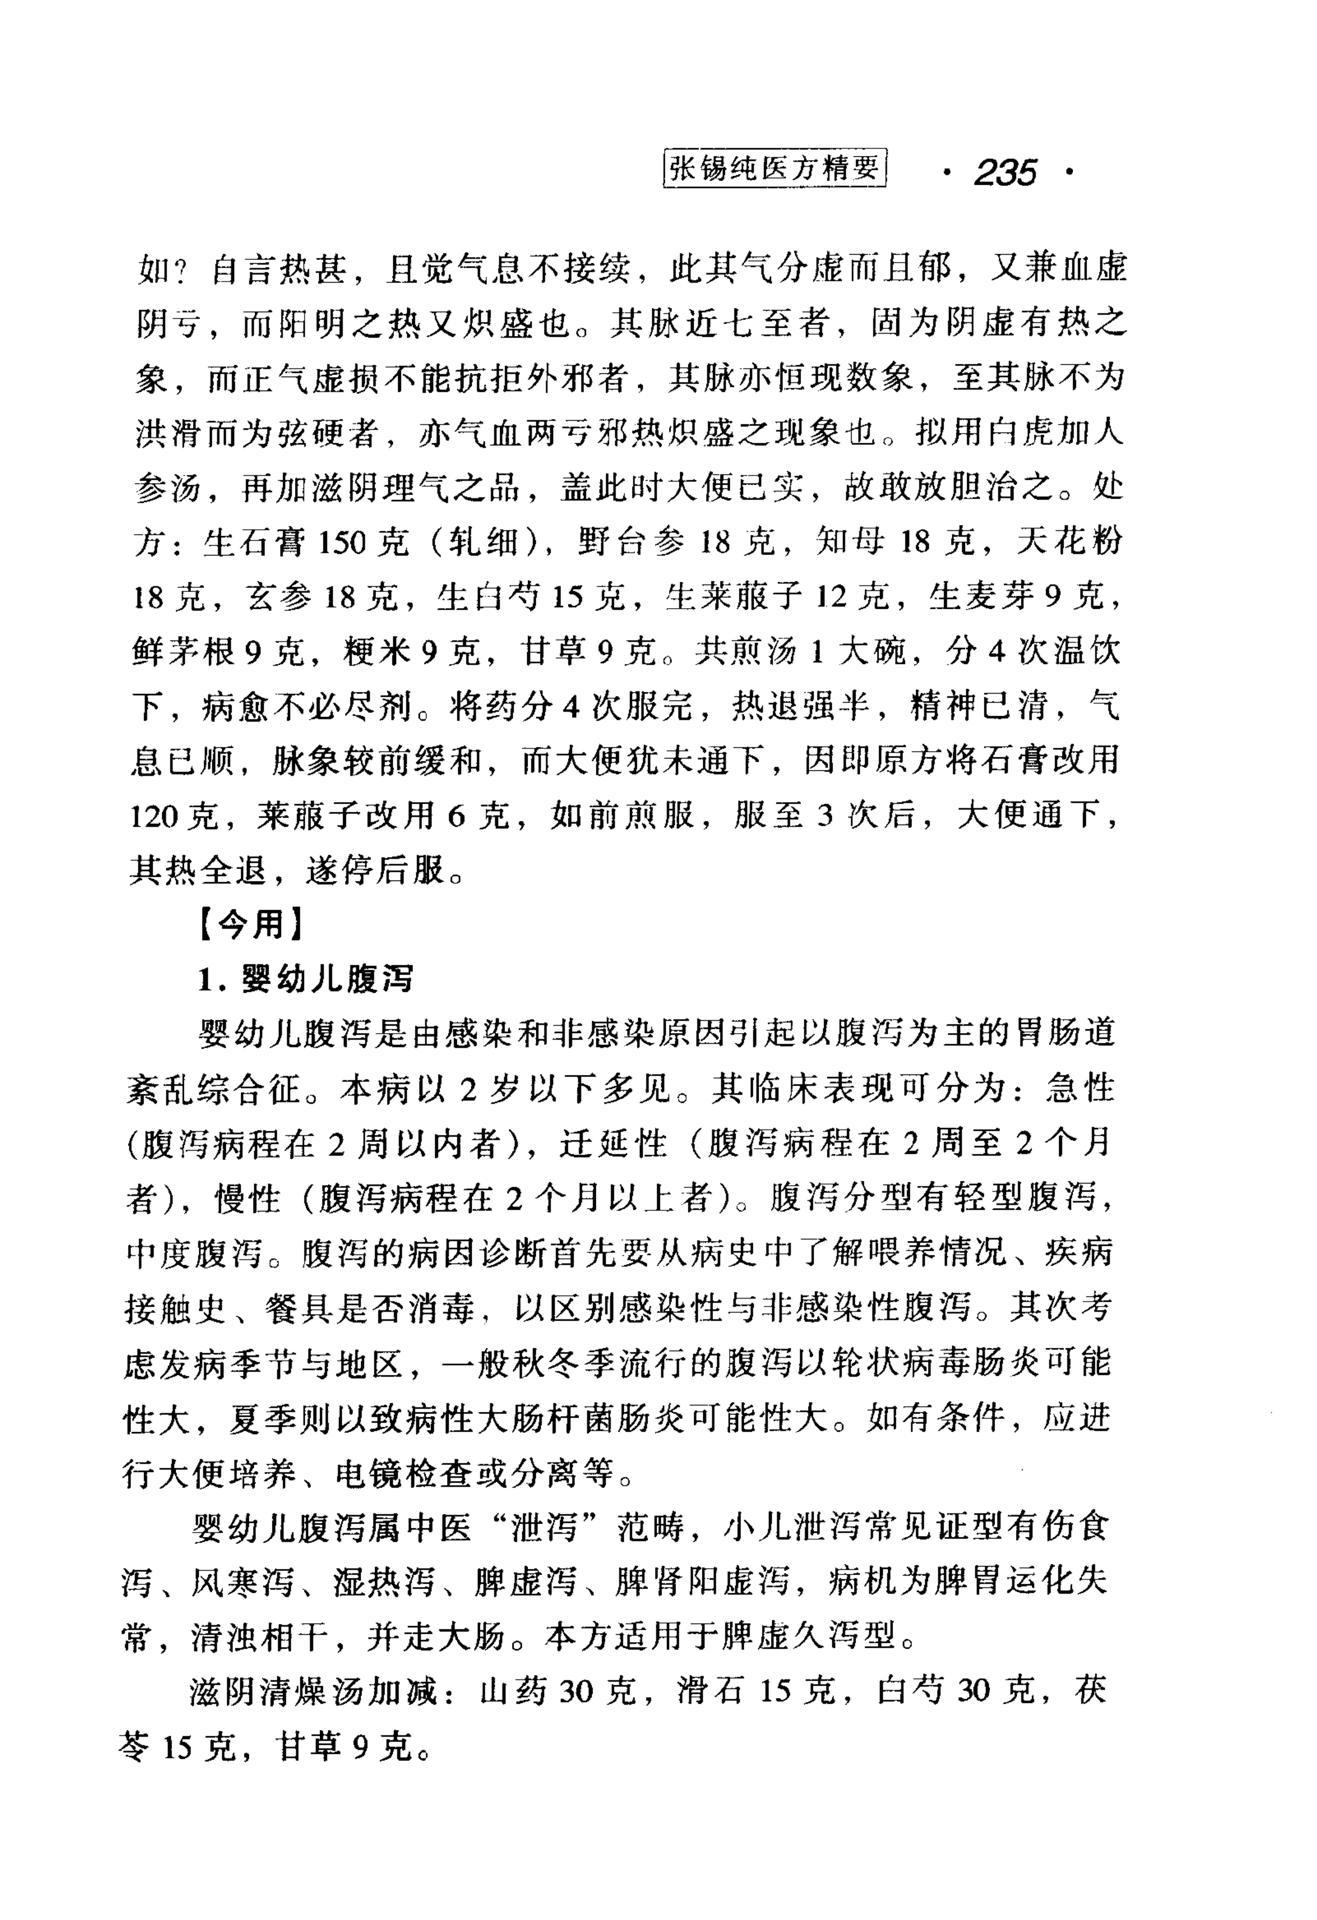 张锡纯医方精要 · 235 ·
如？自言热甚，且觉气息不接续，此其气分虚而且郁，又兼血虚
阴亏，而阳明之热又炽盛也。其脉近七至者，固为阴虚有热之
象，而正气虚损不能抗拒外邪者，其脉亦恒现数象，至其脉不为
洪滑而为弦硬者，亦气血两亏邪热炽盛之现象也。拟用白虎加人
参汤，再加滋阴理气之品，盖此时大便已实，故敢放胆治之。处
方：生石膏 150 克（轧细），野台参 18 克，知母 18 克，天花粉
18 克，玄参 18 克，生白芍 15 克，生莱菔子 12 克，生麦芽 9 克，
鲜茅根 9 克，粳米 9 克，甘草 9 克。共煎汤 1 大碗，分 4 次温饮
下，病愈不必尽剂。将药分 4 次服完，热退强半，精神已清，气
息已顺，脉象较前缓和，而大便犹未通下，因即原方将石膏改用
120 克，莱菔子改用 6 克，如前煎服，服至 3 次后，大便通下，
其热全退，遂停后服。
【今用】
1. 婴幼儿腹泻
婴幼儿腹泻是由感染和非感染原因引起以腹泻为主的胃肠道
紊乱综合征。本病以 2 岁以下多见。其临床表现可分为：急性
（腹泻病程在 2 周以内者），迁延性（腹泻病程在 2 周至 2 个月
者），慢性（腹泻病程在 2 个月以上者）。腹泻分型有轻型腹泻，
中度腹泻。腹泻的病因诊断首先要从病史中了解喂养情况、疾病
接触史、餐具是否消毒，以区别感染性与非感染性腹泻。其次考
虑发病季节与地区，一般秋冬季流行的腹泻以轮状病毒肠炎可能
性大，夏季则以致病性大肠杆菌肠炎可能性大。如有条件，应进
行大便培养、电镜检查或分离等。
婴幼儿腹泻属中医“泄泻”范畴，小儿泄泻常见证型有伤食
泻、风寒泻、湿热泻、脾虚泻、脾肾阳虚泻，病机为脾胃运化失
常，清浊相干，并走大肠。本方适用于脾虚久泻型。
滋阴清燥汤加减：山药 30 克，滑石 15 克，白芍 30 克，茯
苓 15 克，甘草 9 克。